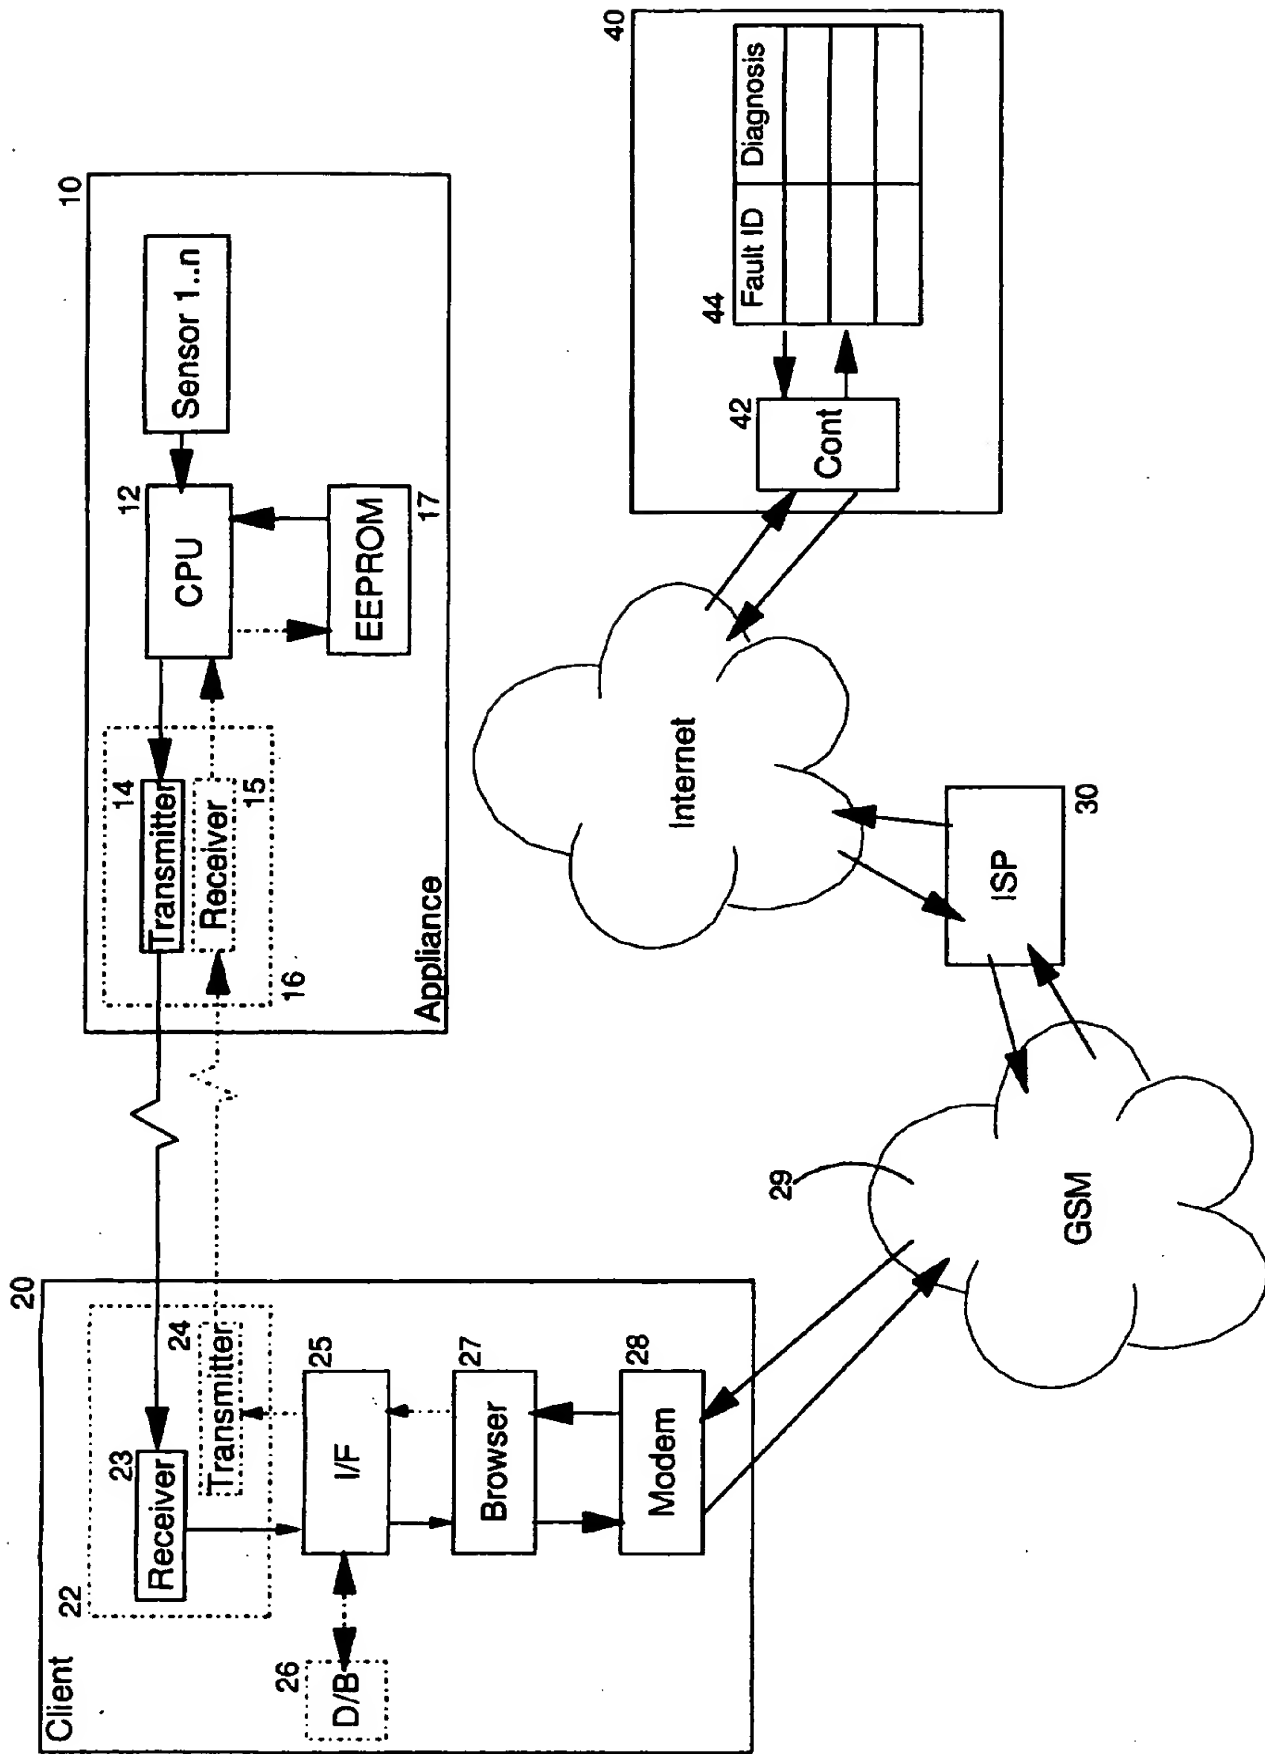 Client
20
22
23
Receiver
24
Transmitter
25
I/F
26
D/B
27
Browser
28
Modem
10
Appliance
16
14
Transmitter
15
Receiver
12
CPU
17
EEPROM
Sensor 1..n
29
GSM
30
ISP
Internet
40
42
Cont
44
Fault ID
Diagnosis